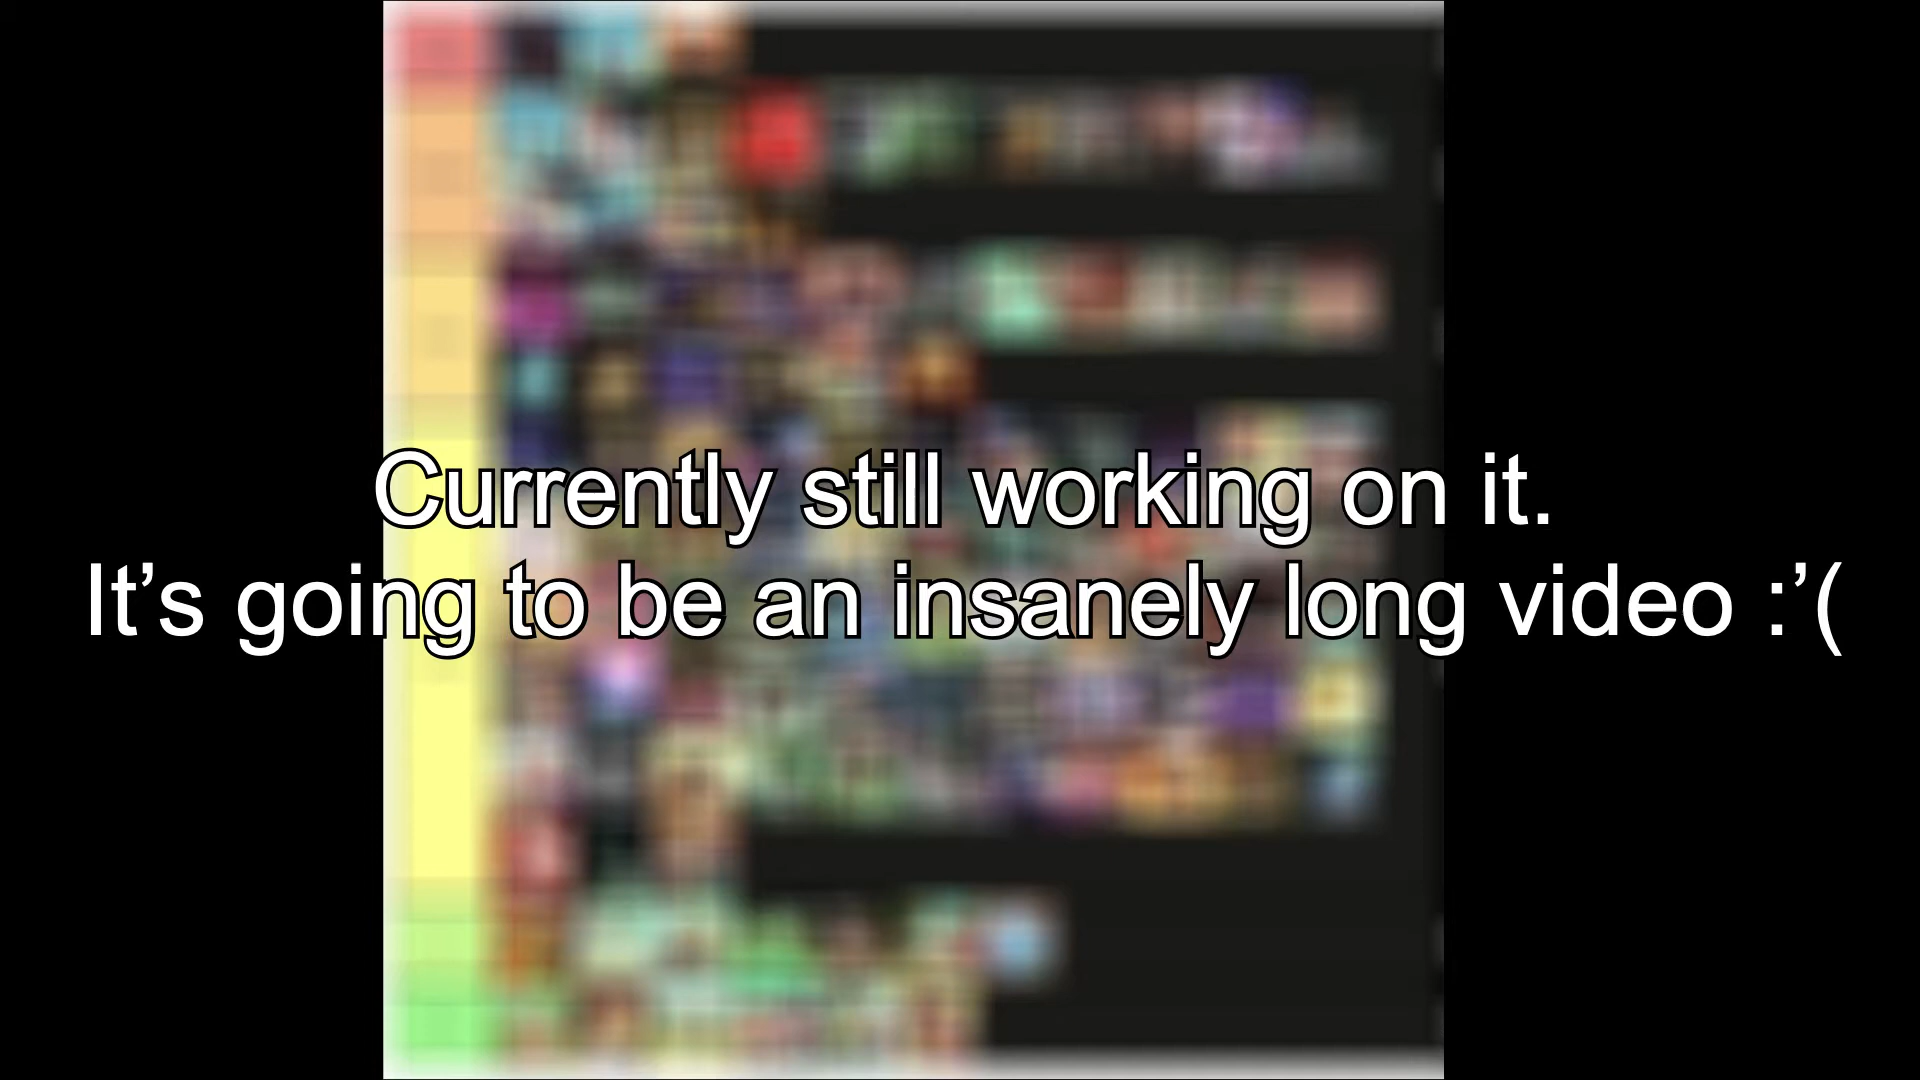 Currently still working on it.
It’s going to be an insanely long video :’(